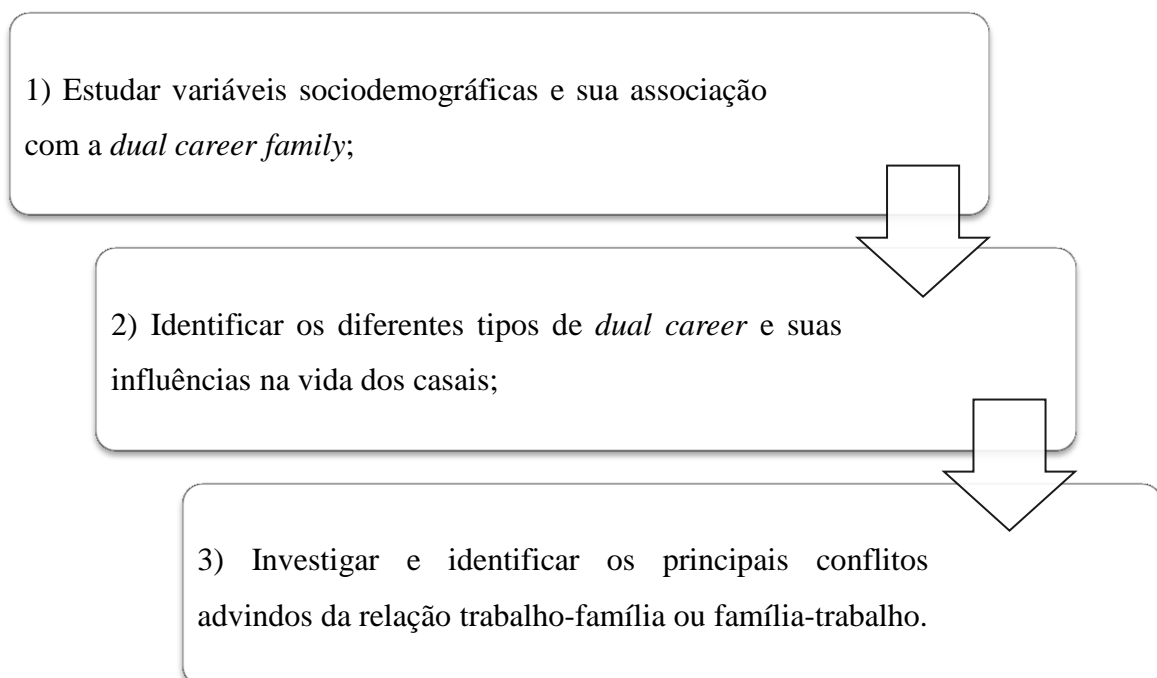 1) Estudar variáveis sociodemográficas e sua associação
com a dual career family;
2) Identificar os diferentes tipos de dual career e suas
influências na vida dos casais;
3) Investigar e identificar os principais conflitos
advindos da relação trabalho-família ou família-trabalho.